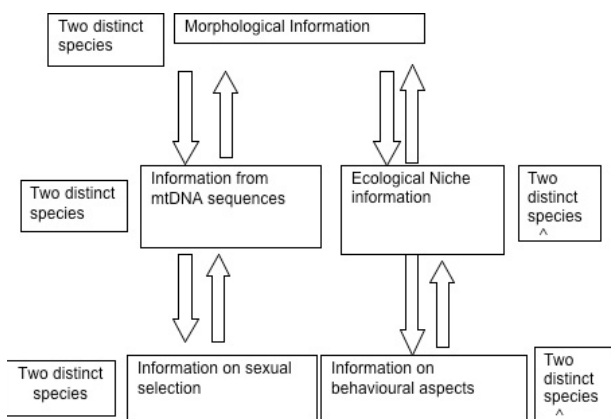 Two distinct
species
Morphological Information
Two distinct
species
Information from
mtDNA sequences
Ecological Niche
information
Two
distinct
species
^
Two distinct
species
Information on sexual
selection
Information on
behavioural aspects
Two
distinct
species
^